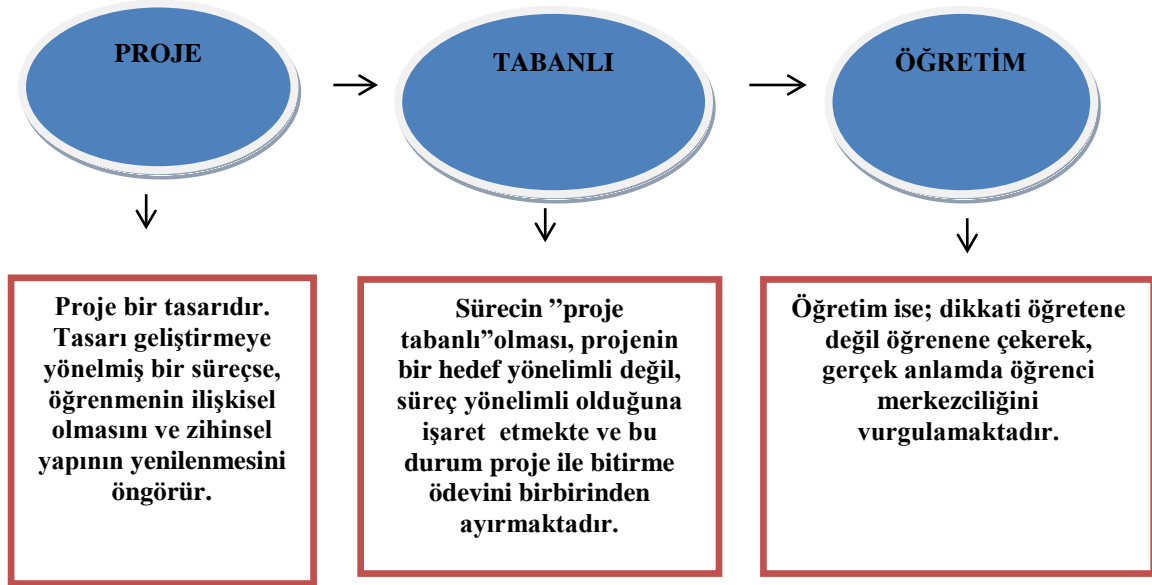 PROJE
TABANLI
ÖĞRETİM
Proje bir tasarıdır.
Tasarı geliştirmeye
yönelmiş bir süreçse,
öğrenmenin ilişkisel
olmasını ve zihinsel
yapının yenilenmesini
öngörür.
Sürecin ”proje
tabanlı”olması, projenin
bir hedef yönelimli değil,
süreç yönelimli olduğuna
işaret etmekte ve bu
durum proje ile bitirme
ödevini birbirinden
ayırmaktadır.
Öğretim ise; dikkati öğretene
değil öğrenene çekerek,
gerçek anlamda öğrenci
merkezciliğini
vurgulamaktadır.